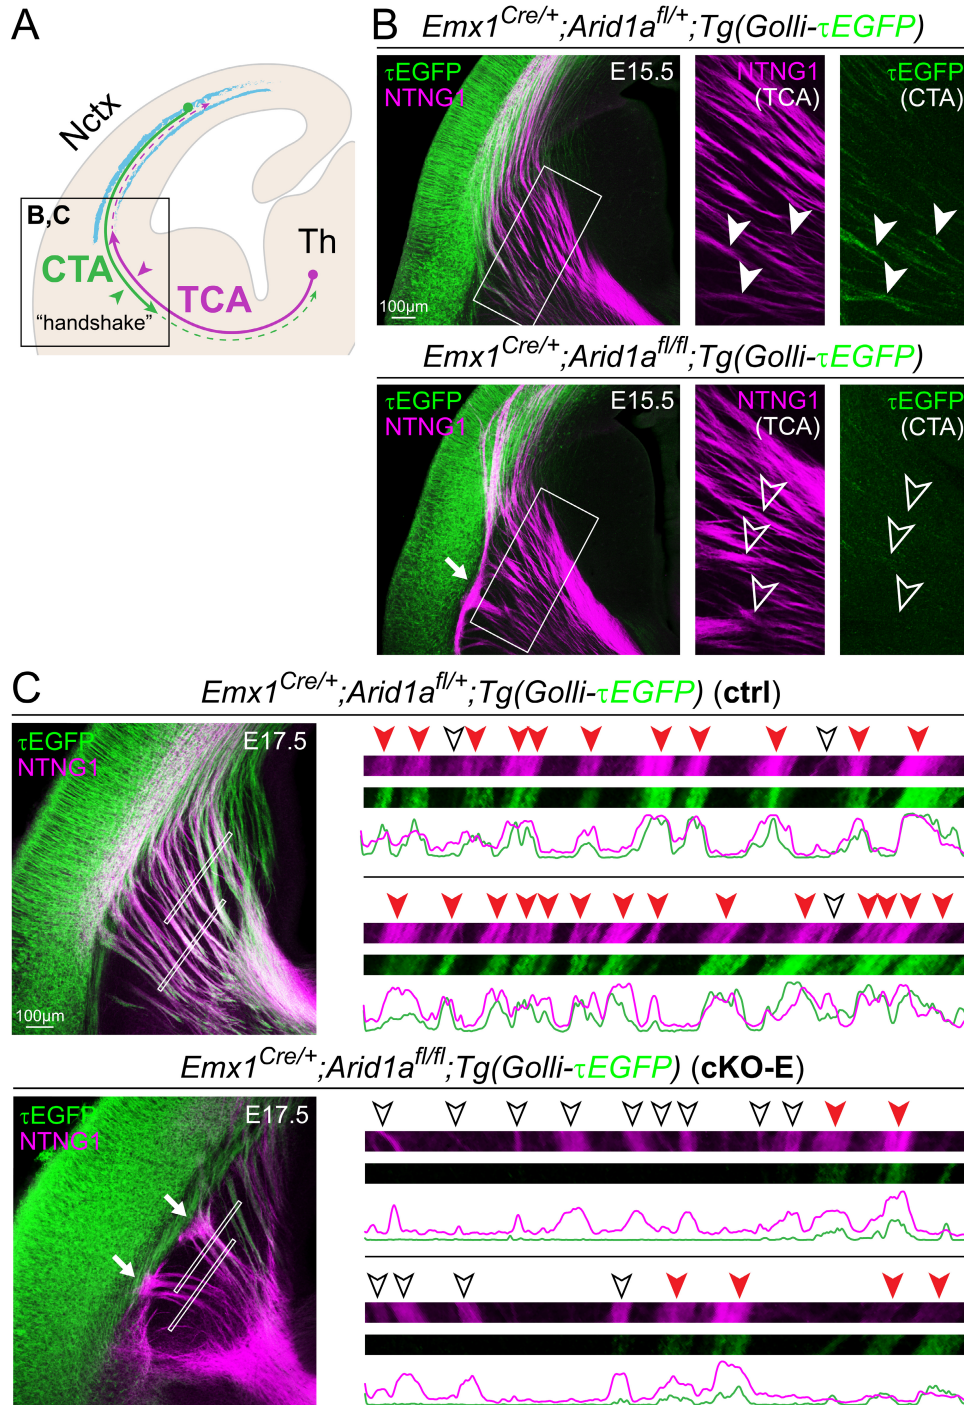 A
Nctx
B,C
CTA
TCA
Th
“handshake”
B
Emx1Cre/+;Arid1afl/+;Tg(Golli-τEGFP)
τEGFP
NTNG1
E15.5
100µm
NTNG1
(TCA)
τEGFP
(CTA)
Emx1Cre/+;Arid1afl/fl;Tg(Golli-τEGFP)
τEGFP
NTNG1
E15.5
NTNG1
(TCA)
τEGFP
(CTA)
C
Emx1Cre/+;Arid1afl/+;Tg(Golli-τEGFP) (ctrl)
τEGFP
NTNG1
E17.5
100µm
Emx1Cre/+;Arid1afl/fl;Tg(Golli-τEGFP) (cKO-E)
τEGFP
NTNG1
E17.5